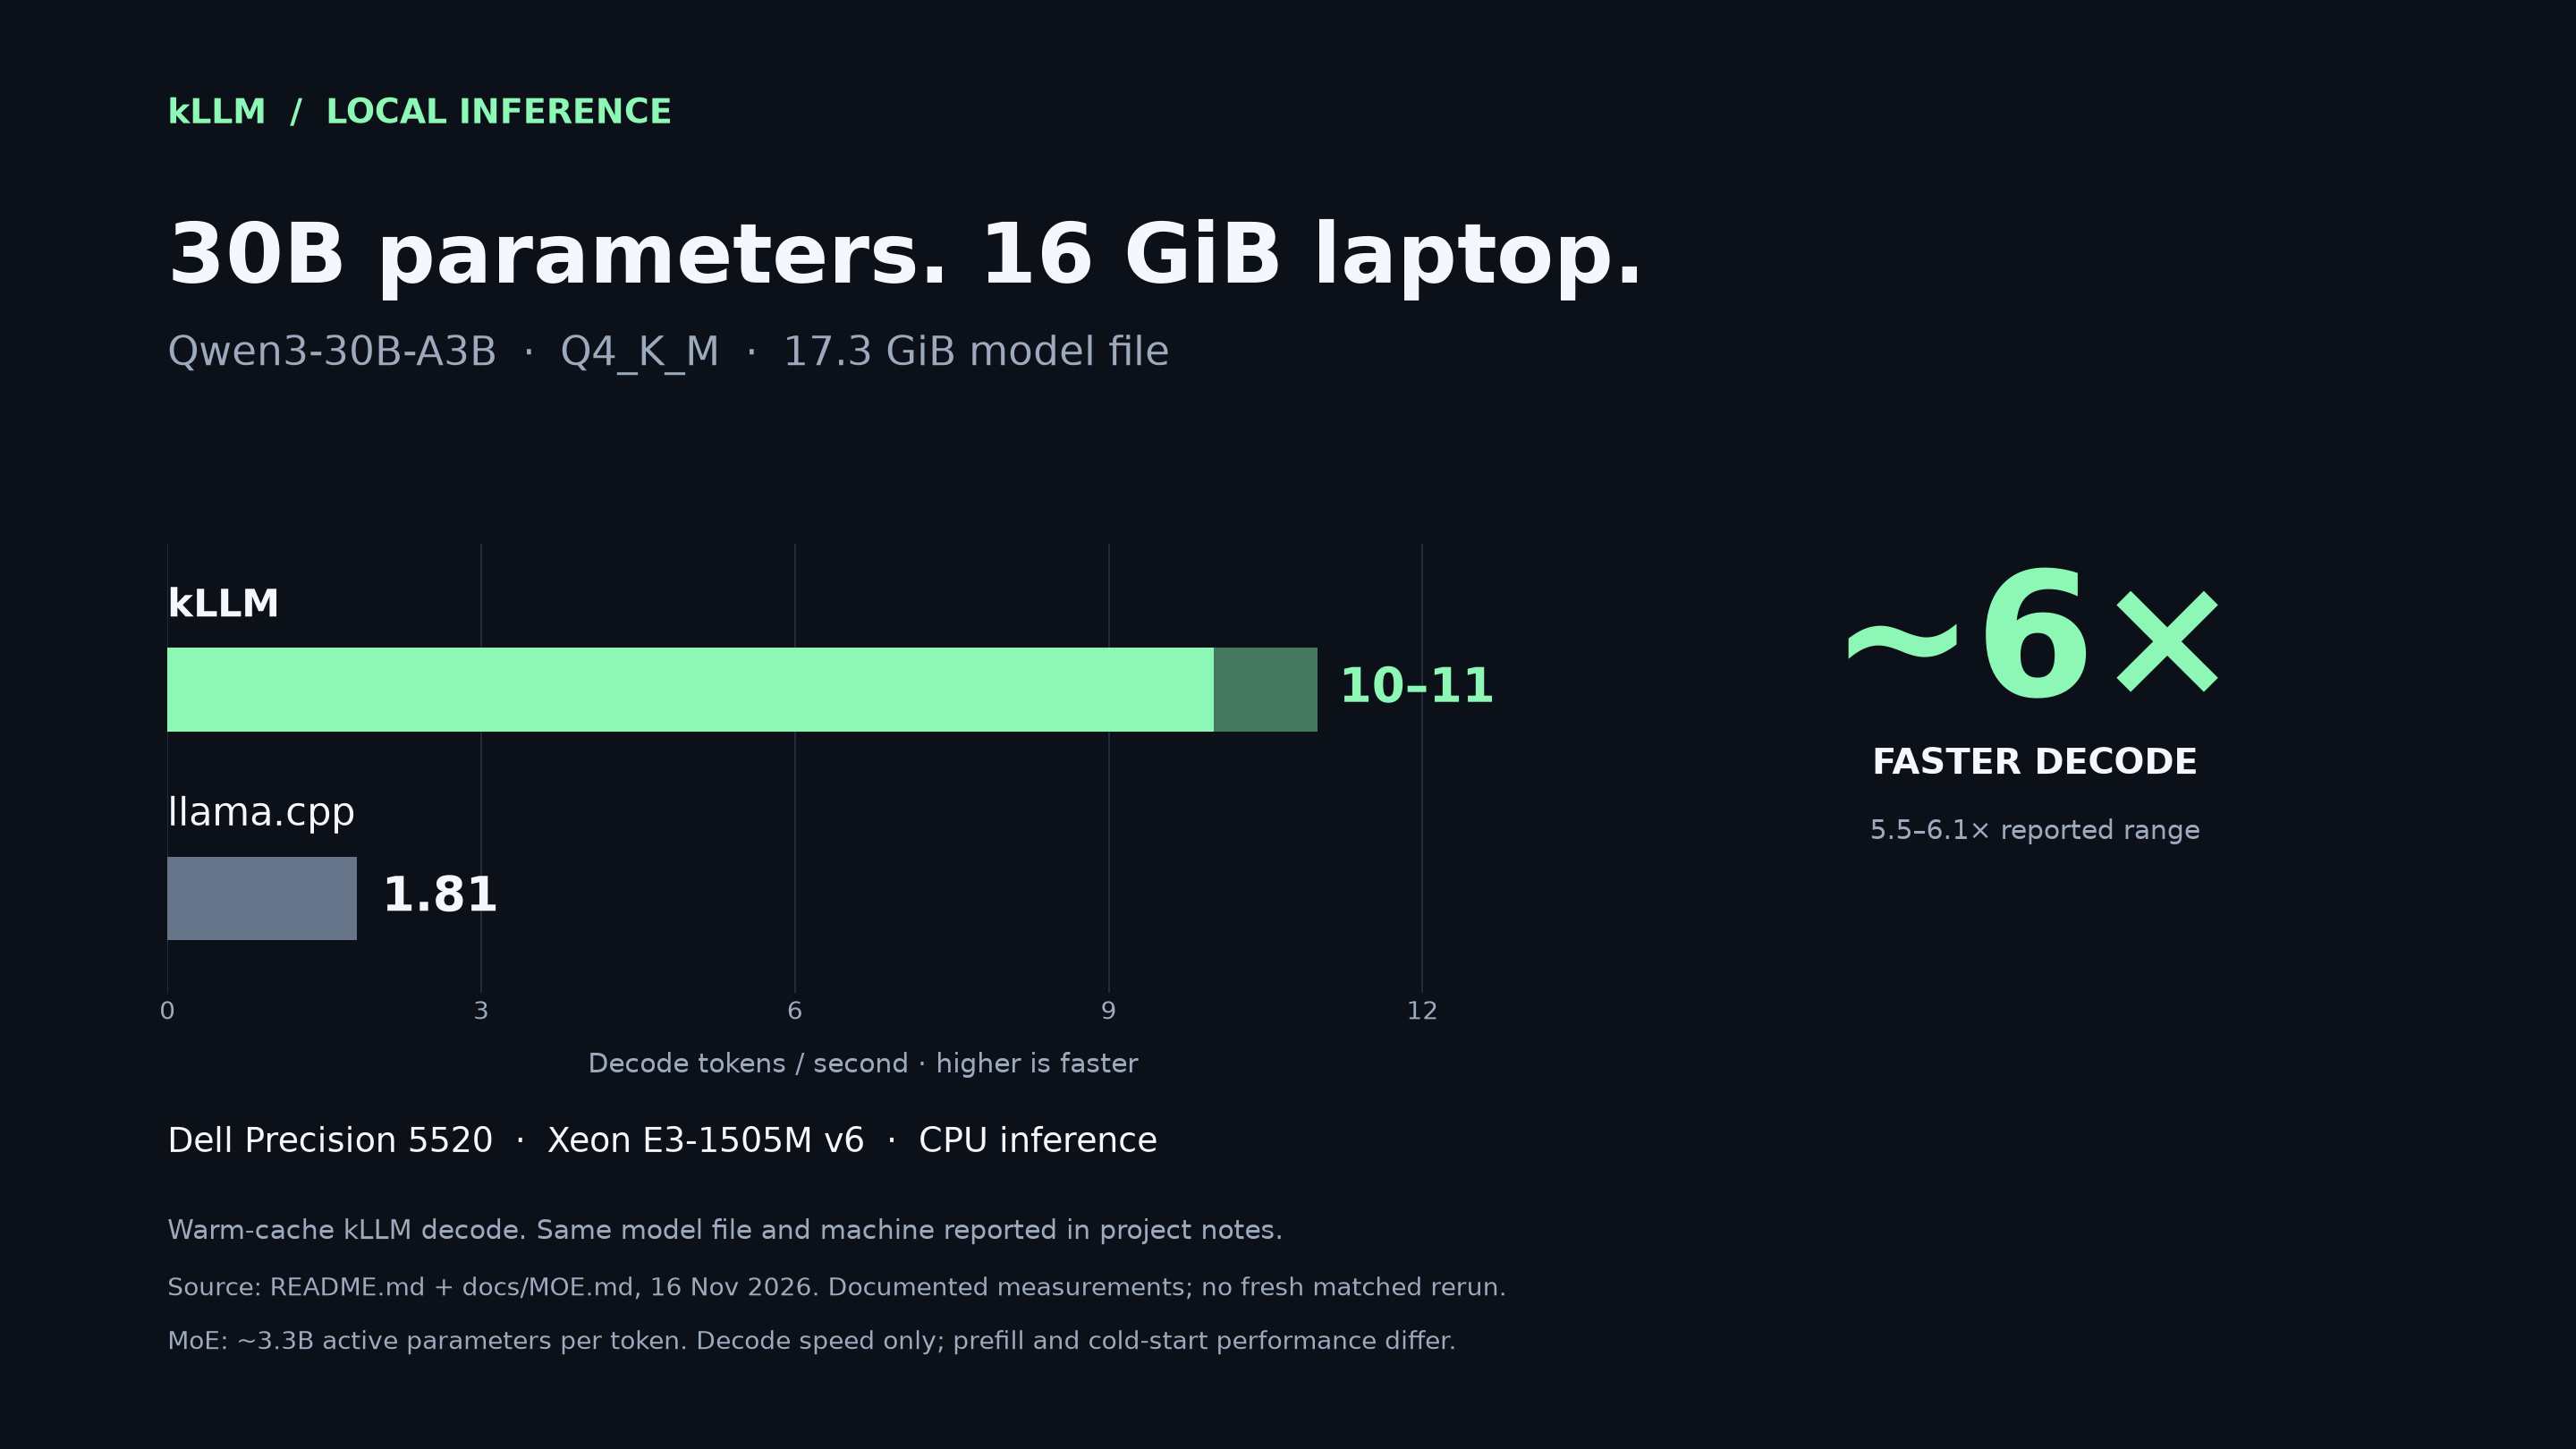 kLLM / LOCAL INFERENCE
30B parameters. 16 GiB laptop.
Qwen3-30B-A3B · Q4_K_M · 17.3 GiB model file
kLLM
10–11
llama.cpp
1.81
0 3 6 9 12
Decode tokens / second · higher is faster
~6×
FASTER DECODE
5.5–6.1× reported range
Dell Precision 5520 · Xeon E3-1505M v6 · CPU inference
Warm-cache kLLM decode. Same model file and machine reported in project notes.
Source: README.md + docs/MOE.md, 16 Nov 2026. Documented measurements; no fresh matched rerun.
MoE: ~3.3B active parameters per token. Decode speed only; prefill and cold-start performance differ.